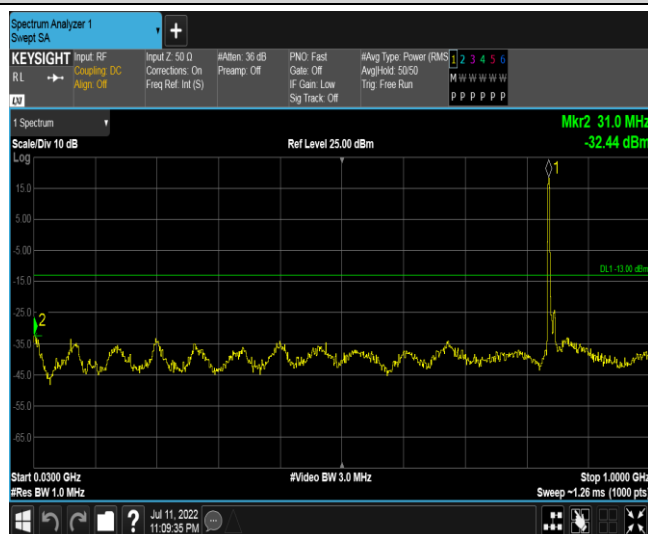 Spectrum Analyzer 1
Swept SA
+
KEYSIGHT Input: RF Input Z: 50 Ω #Atten: 36 dB PNO: Fast #Avg Type: Power (RMS 1 2 3 4 5 6
RL Coupling: DC Corrections: On Preamp: Off Gate: Off Avg|Hold: 50/50 M W W W W W
Align: Off Freq Ref: Int (S) IF Gain: Low Trig: Free Run
LXI Sig Track: Off P P P P P P
1 Spectrum Mkr2 31.0 MHz
Scale/Div 10 dB Ref Level 25.00 dBm -32.44 dBm
Log
1
15.0
5.00
-5.00
DL1 -13.00 dBm
-15.0
-25.0
2
-35.0
-45.0
-55.0
-65.0
Start 0.0300 GHz #Video BW 3.0 MHz Stop 1.0000 GHz
#Res BW 1.0 MHz Sweep ~1.26 ms (1000 pts)
? Jul 11, 2022
11:09:35 PM